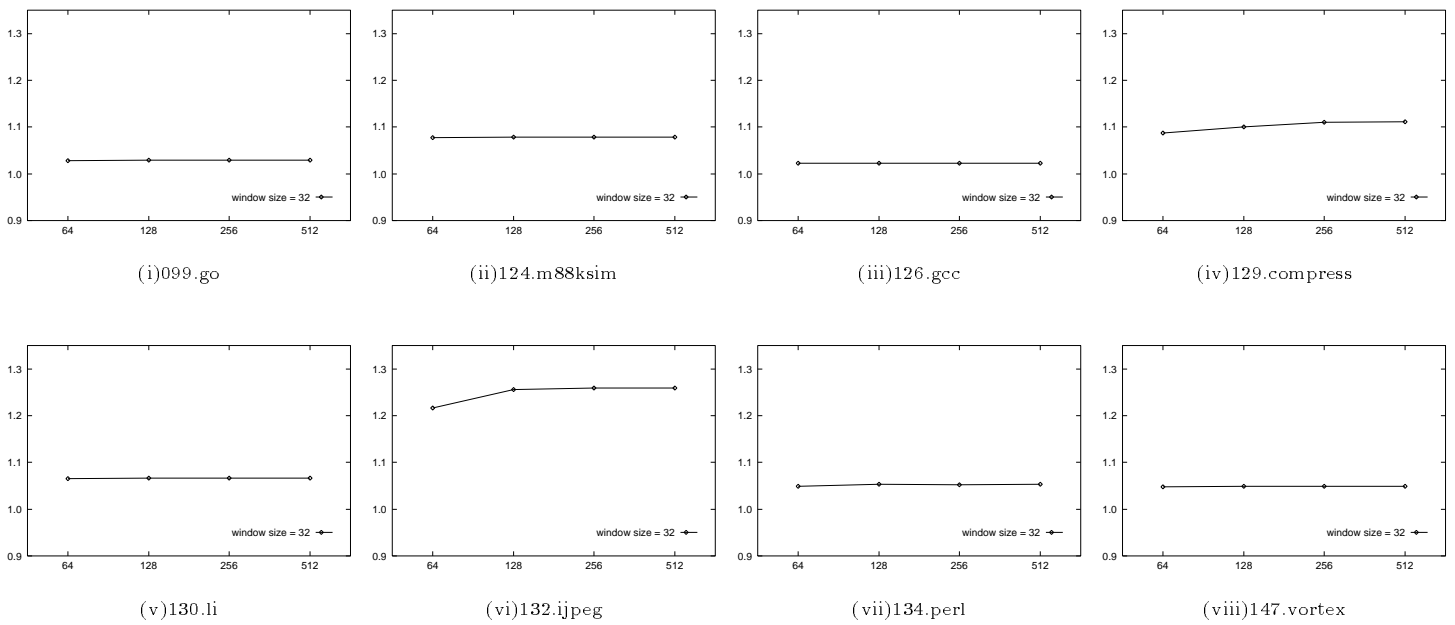 1.3 1.3 1.3 1.3
1.2 1.2 1.2 1.2
1.1 1.1 1.1 1.1
1.0 1.0 1.0 1.0
window size = 32 window size = 32 window size = 32 window size = 32
0.9 0.9 0.9 0.9
64 128 256 512 64 128 256 512 64 128 256 512 64 128 256 512
(i)099.go (ii)124.m88ksim (iii)126.gcc (iv)129.compress
1.3 1.3 1.3 1.3
1.2 1.2 1.2 1.2
1.1 1.1 1.1 1.1
1.0 1.0 1.0 1.0
window size = 32 window size = 32 window size = 32 window size = 32
0.9 0.9 0.9 0.9
64 128 256 512 64 128 256 512 64 128 256 512 64 128 256 512
(v)130.li (vi)132.ijpeg (vii)134.perl (viii)147.vortex